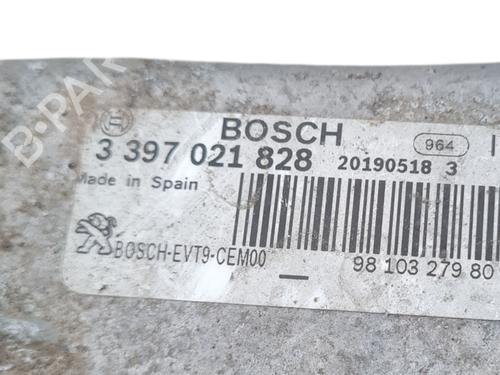 BOSCH
964
3 397 021 828 20190518 3
Made in Spain
BOSCH-EVT9-CEM00
98 103 279 80
B-PAR